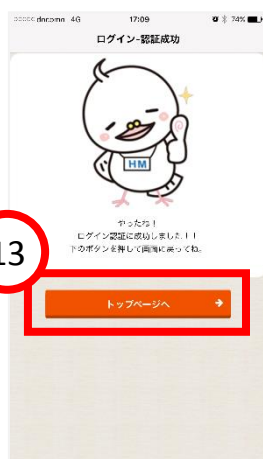 docomo 4G 17:09 74%
ログイン-認証成功
HM
やったね！
ログイン認証に成功しました！！
下のボタンを押して画面に戻ってね。
13
トップページへ